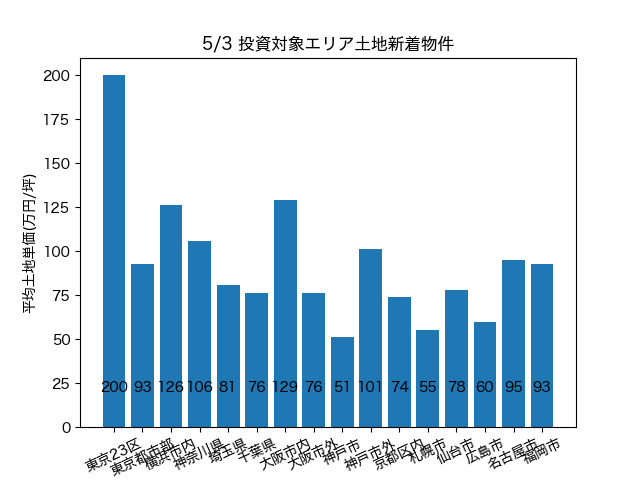 5/3 投資対象エリア土地新着物件
平均土地単価(万円/坪)
200
175
150
125
100
75
50
25
0
200 93 126 106 81 76 129 76 51 101 74 55 78 60 95 93
東京23区
東京都市部
横浜市内
神奈川県
埼玉県
千葉県
大阪市内
大阪市外
神戸市
神戸市外
京都区内
札幌市
仙台市
広島市
名古屋市
福岡市